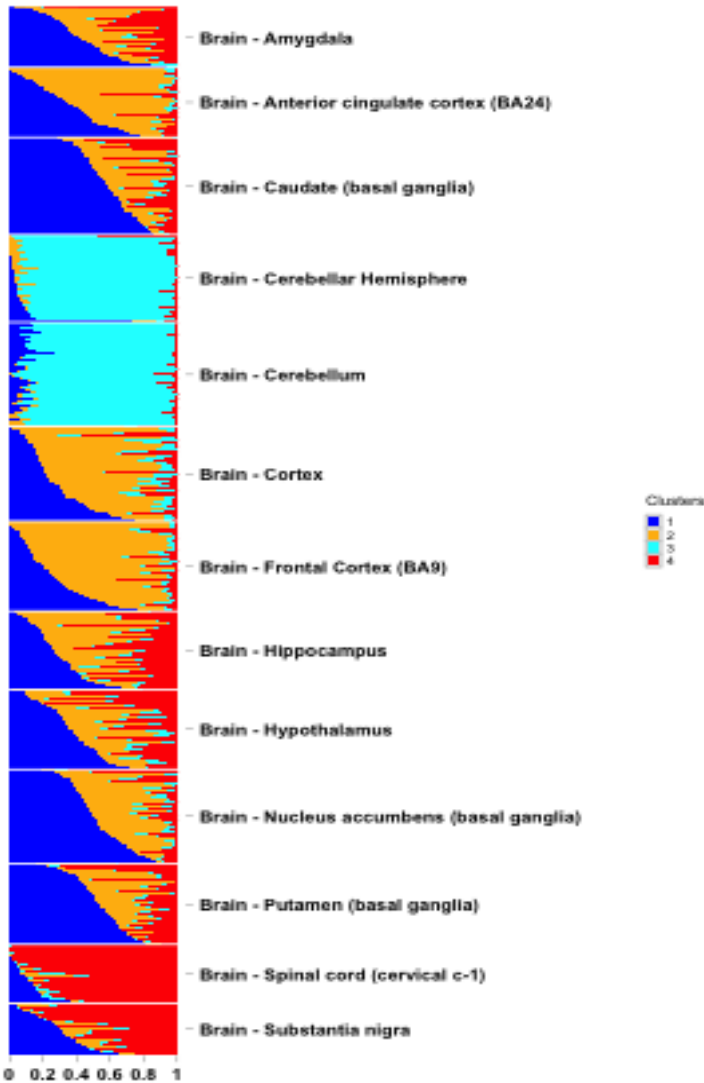 Brain - Amygdala
Brain - Anterior cingulate cortex (BA24)
Brain - Caudate (basal ganglia)
Brain - Cerebellar Hemisphere
Brain - Cerebellum
Brain - Cortex
Clusters
1
2
3
4
Brain - Frontal Cortex (BA9)
Brain - Hippocampus
Brain - Hypothalamus
Brain - Nucleus accumbens (basal ganglia)
Brain - Putamen (basal ganglia)
Brain - Spinal cord (cervical c-1)
Brain - Substantia nigra
0 0.2 0.4 0.6 0.8 1